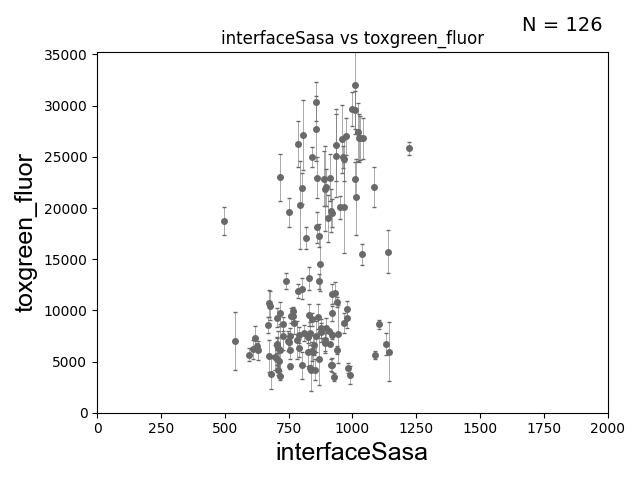 N = 126
interfaceSasa vs toxgreen_fluor
toxgreen_fluor
35000
30000
25000
20000
15000
10000
5000
0
0 250 500 750 1000 1250 1500 1750 2000
interfaceSasa